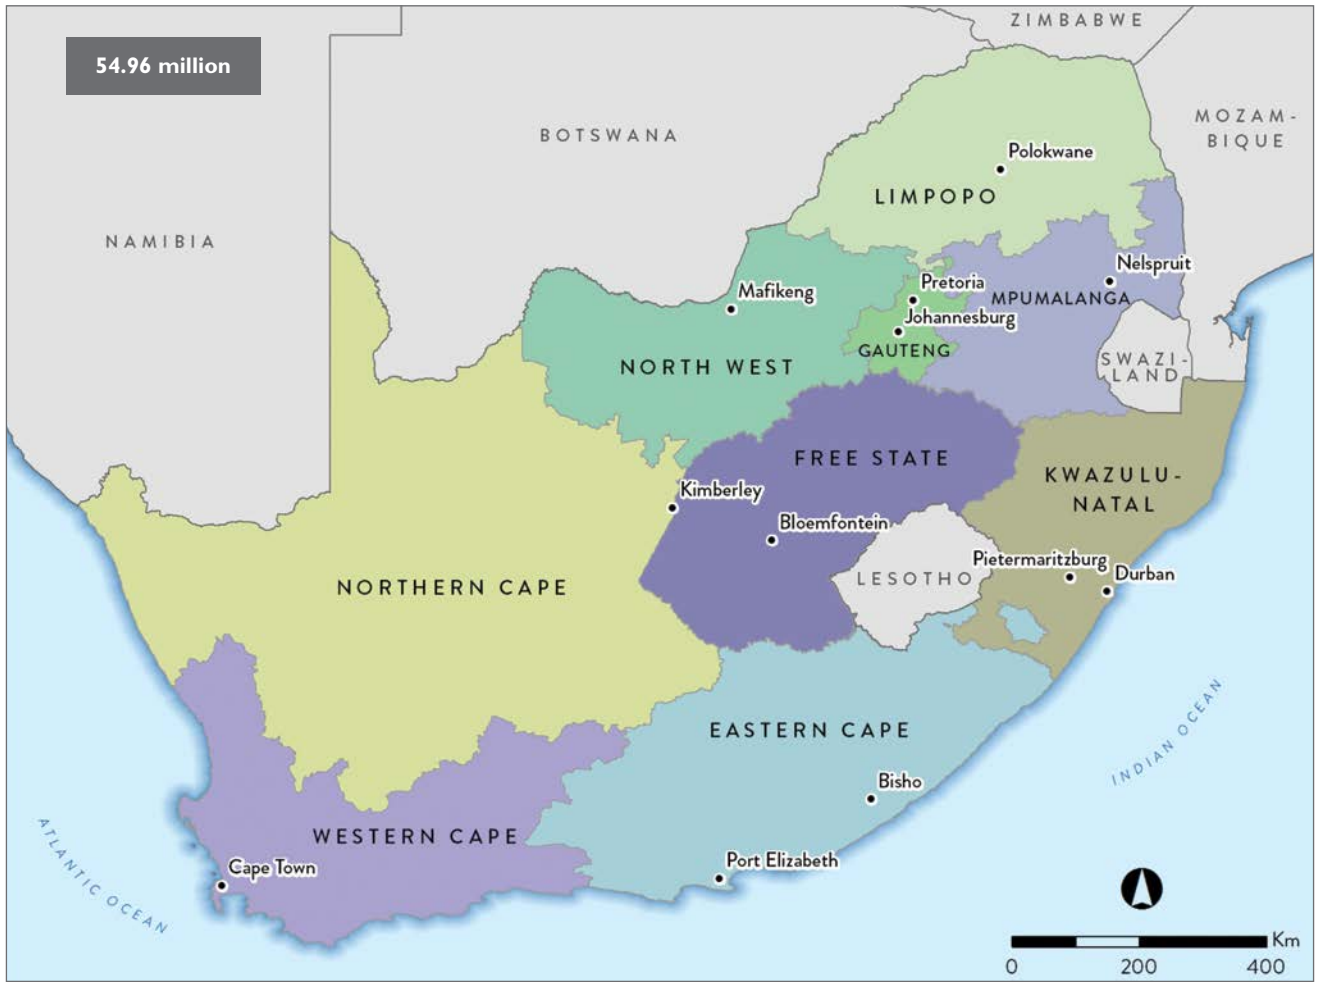 ZIMBABWE
54.96 million
MOZAM-
BIQUE
BOTSWANA
Polokwane
LIMPOPO
NAMIBIA
Nelspruit
Pretoria
Mafikeng
MPUMALANGA
Johannesburg
GAUTENG
SWAZI-
LAND
NORTH WEST
FREE STATE
KWAZULU-
NATAL
Kimberley
Bloemfontein
Pietermaritzburg
Durban
LESOTHO
NORTHERN CAPE
EASTERN CAPE
INDIAN OCEAN
Bisho
WESTERN CAPE
Port Elizabeth
Cape Town
ATLANTIC OCEAN
Km
0 200 400